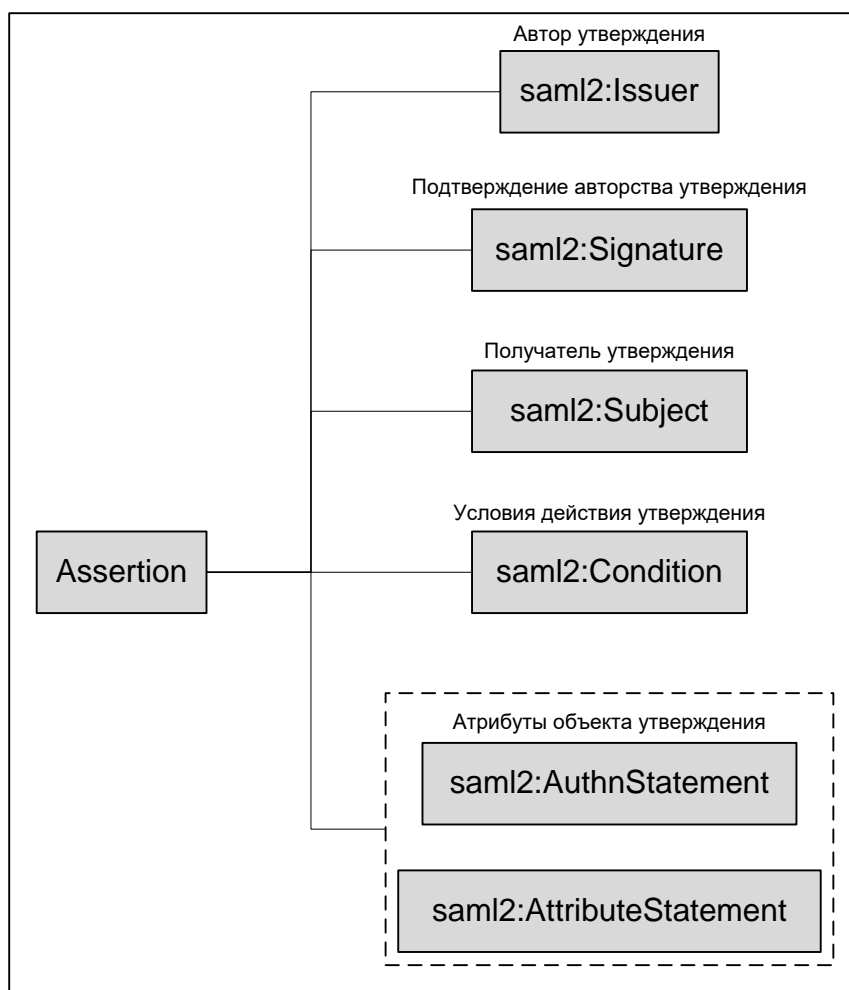 Автор утверждения
saml2:Issuer
Подтверждение авторства утверждения
saml2:Signature
Получатель утверждения
saml2:Subject
Условия действия утверждения
Assertion
saml2:Condition
Атрибуты объекта утверждения
saml2:AuthnStatement
saml2:AttributeStatement